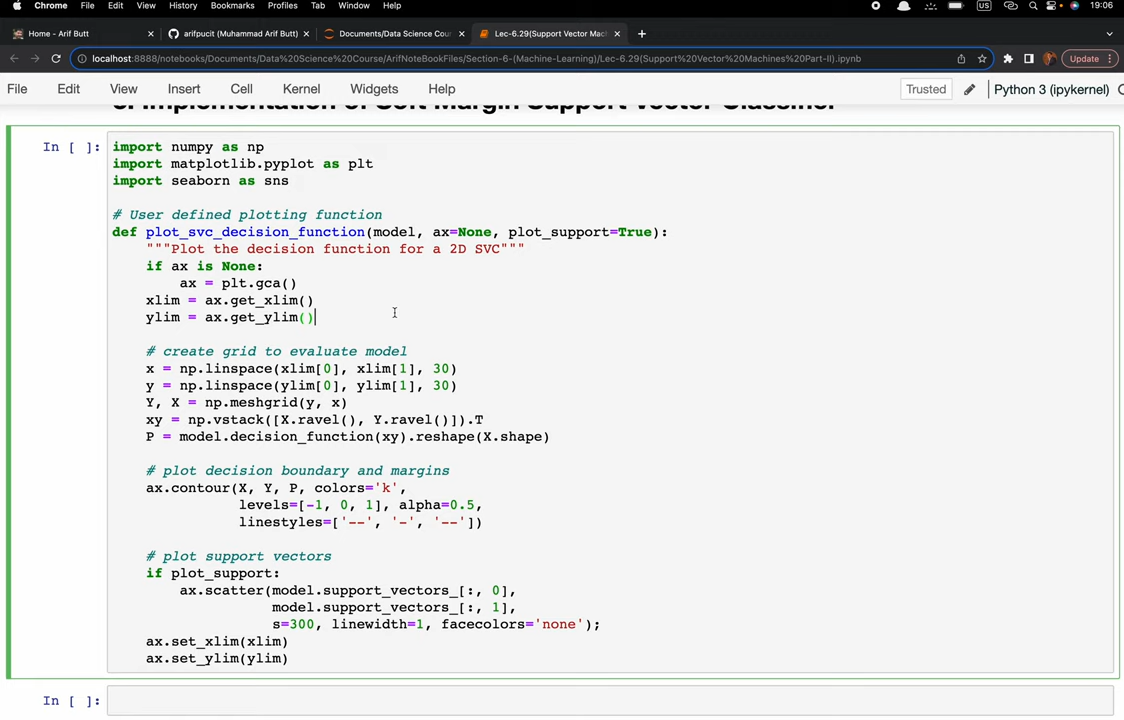 Chrome File Edit View History Bookmarks Profiles Tab Window Help US 19:06
Home - Arif Butt × arifpucit (Muhammad Arif Butt) × Documents/Data Science Cou × Lec-6.29(Support Vector Mac × +
localhost:8888/notebooks/Documents/Data%20Science%20Course/ArifNoteBookFiles/Section-6-(Machine-Learning)/Lec-6.29(Support%20Vector%20Machines%20Part-II).ipynb Update
File Edit View Insert Cell Kernel Widgets Help Trusted Python 3 (ipykernel)
Implementation of Soft Margin Support Vector Classifier
In [ ]: import numpy as np
import matplotlib.pyplot as plt
import seaborn as sns
# User defined plotting function
def plot_svc_decision_function(model, ax=None, plot_support=True):
"""Plot the decision function for a 2D SVC"""
if ax is None:
ax = plt.gca()
xlim = ax.get_xlim()
ylim = ax.get_ylim()
# create grid to evaluate model
x = np.linspace(xlim[0], xlim[1], 30)
y = np.linspace(ylim[0], ylim[1], 30)
Y, X = np.meshgrid(y, x)
xy = np.vstack([X.ravel(), Y.ravel()]).T
P = model.decision_function(xy).reshape(X.shape)
# plot decision boundary and margins
ax.contour(X, Y, P, colors='k',
levels=[-1, 0, 1], alpha=0.5,
linestyles=['--', '-', '--'])
# plot support vectors
if plot_support:
ax.scatter(model.support_vectors_[:, 0],
model.support_vectors_[:, 1],
s=300, linewidth=1, facecolors='none');
ax.set_xlim(xlim)
ax.set_ylim(ylim)
In [ ]: